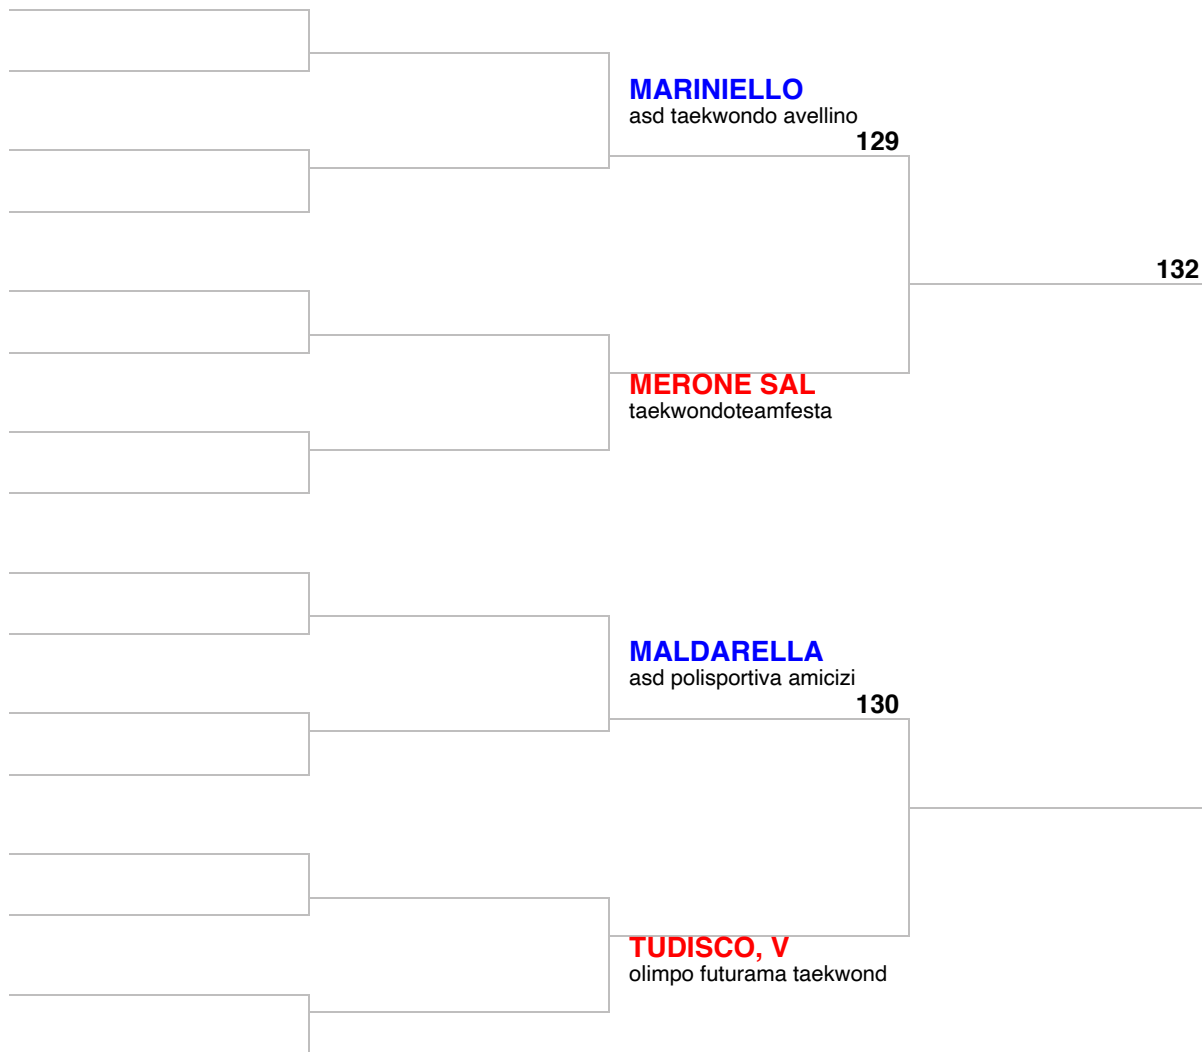 MARINIELLO
asd taekwondo avellino
129
132
MERONE SAL
taekwondoteamfesta
MALDARELLA
asd polisportiva amicizi
130
TUDISCO, V
olimpo futurama taekwond